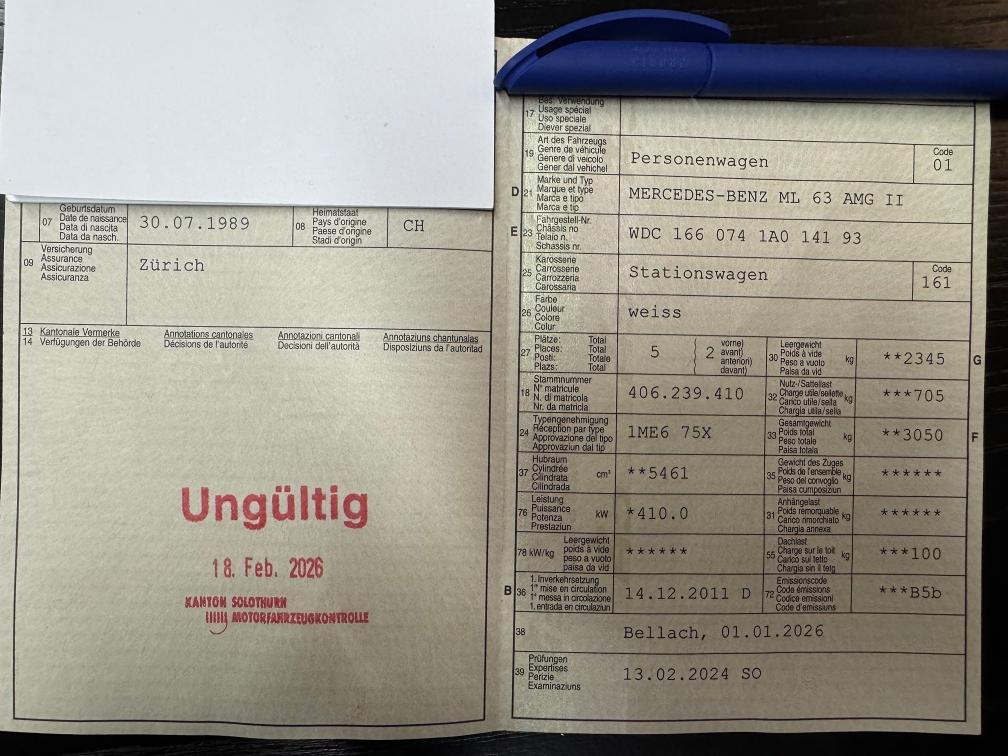 07 Geburtsdatum
Date de naissance
Data di nascita
Data da nasch.
30.07.1989
08 Heimatstaat
Pays d'origine
Paese d'origine
Stadi d'origin
CH
09 Versicherung
Assurance
Assicurazione
Assicuranza
Zürich
13 Kantonale Vermerke Annotations cantonales Annotazioni cantonali Annotaziuns chantunalas
14 Verfügungen der Behörde Décisions de l'autorité Decisioni dell'autorità Disposiziuns da l'autoritad
Ungültig
18. Feb. 2026
KANTON SOLOTHURN
MOTORFAHRZEUGKONTROLLE
17 Bes. Verwendung
Usage spécial
Uso speciale
Diever spezial
19 Art des Fahrzeugs
Genre de véhicule
Genere di veicolo
Gener dal vehichel
Personenwagen
Code
01
D 21 Marke und Typ
Marque et type
Marca e tipo
Marca e tip
MERCEDES-BENZ ML 63 AMG II
E 23 Fahrgestell-Nr.
Châssis no
Telaio n.
Schassis nr.
WDC 166 074 1A0 141 93
25 Karosserie
Carrosserie
Carrozzeria
Carossaria
Stationswagen
Code
161
26 Farbe
Couleur
Colore
Colur
weiss
27 Plätze: Total
Places: Total
Posti: Totale
Plazs: Total
5
2
vorne)
avant)
anteriori)
davant)
30 Leergewicht
Poids à vide
Peso a vuoto
Paisa da vid
kg
**2345
G
18 Stammnummer
N° matricule
N. di matricola
Nr. da matricla
406.239.410
32 Nutz-/Sattellast
Charge utile/sellette
Carico utile/sella
Chargia utila/sella
kg
***705
24 Typengenehmigung
Réception par type
Approvazione del tipo
Approvaziun dal tip
1ME6 75X
33 Gesamtgewicht
Poids total
Peso totale
Paisa totala
kg
**3050
F
37 Hubraum
Cylindrée
Cilindrata
Cilindrada
cm³
**5461
35 Gewicht des Zuges
Poids de l'ensemble
Peso del convoglio
Paisa cumposiziun
kg
******
76 Leistung
Puissance
Potenza
Prestaziun
kW
*410.0
31 Anhängelast
Poids remorquable
Carico rimorchiato
Chargia annexa
kg
******
78 kW/kg
Leergewicht
poids à vide
peso a vuoto
paisa da vid
******
55 Dachlast
Charge sur le toit
Carico sul tetto
Chargia sin il tetg
kg
***100
B 36 1. Inverkehrsetzung
1re mise en circulation
1a messa in circolazione
1. entrada en circulaziun
14.12.2011 D
72 Emissionscode
Code émissions
Codice emissioni
Code d'emissiuns
***B5b
38
Bellach, 01.01.2026
39 Prüfungen
Expertises
Perizie
Examinaziuns
13.02.2024 SO